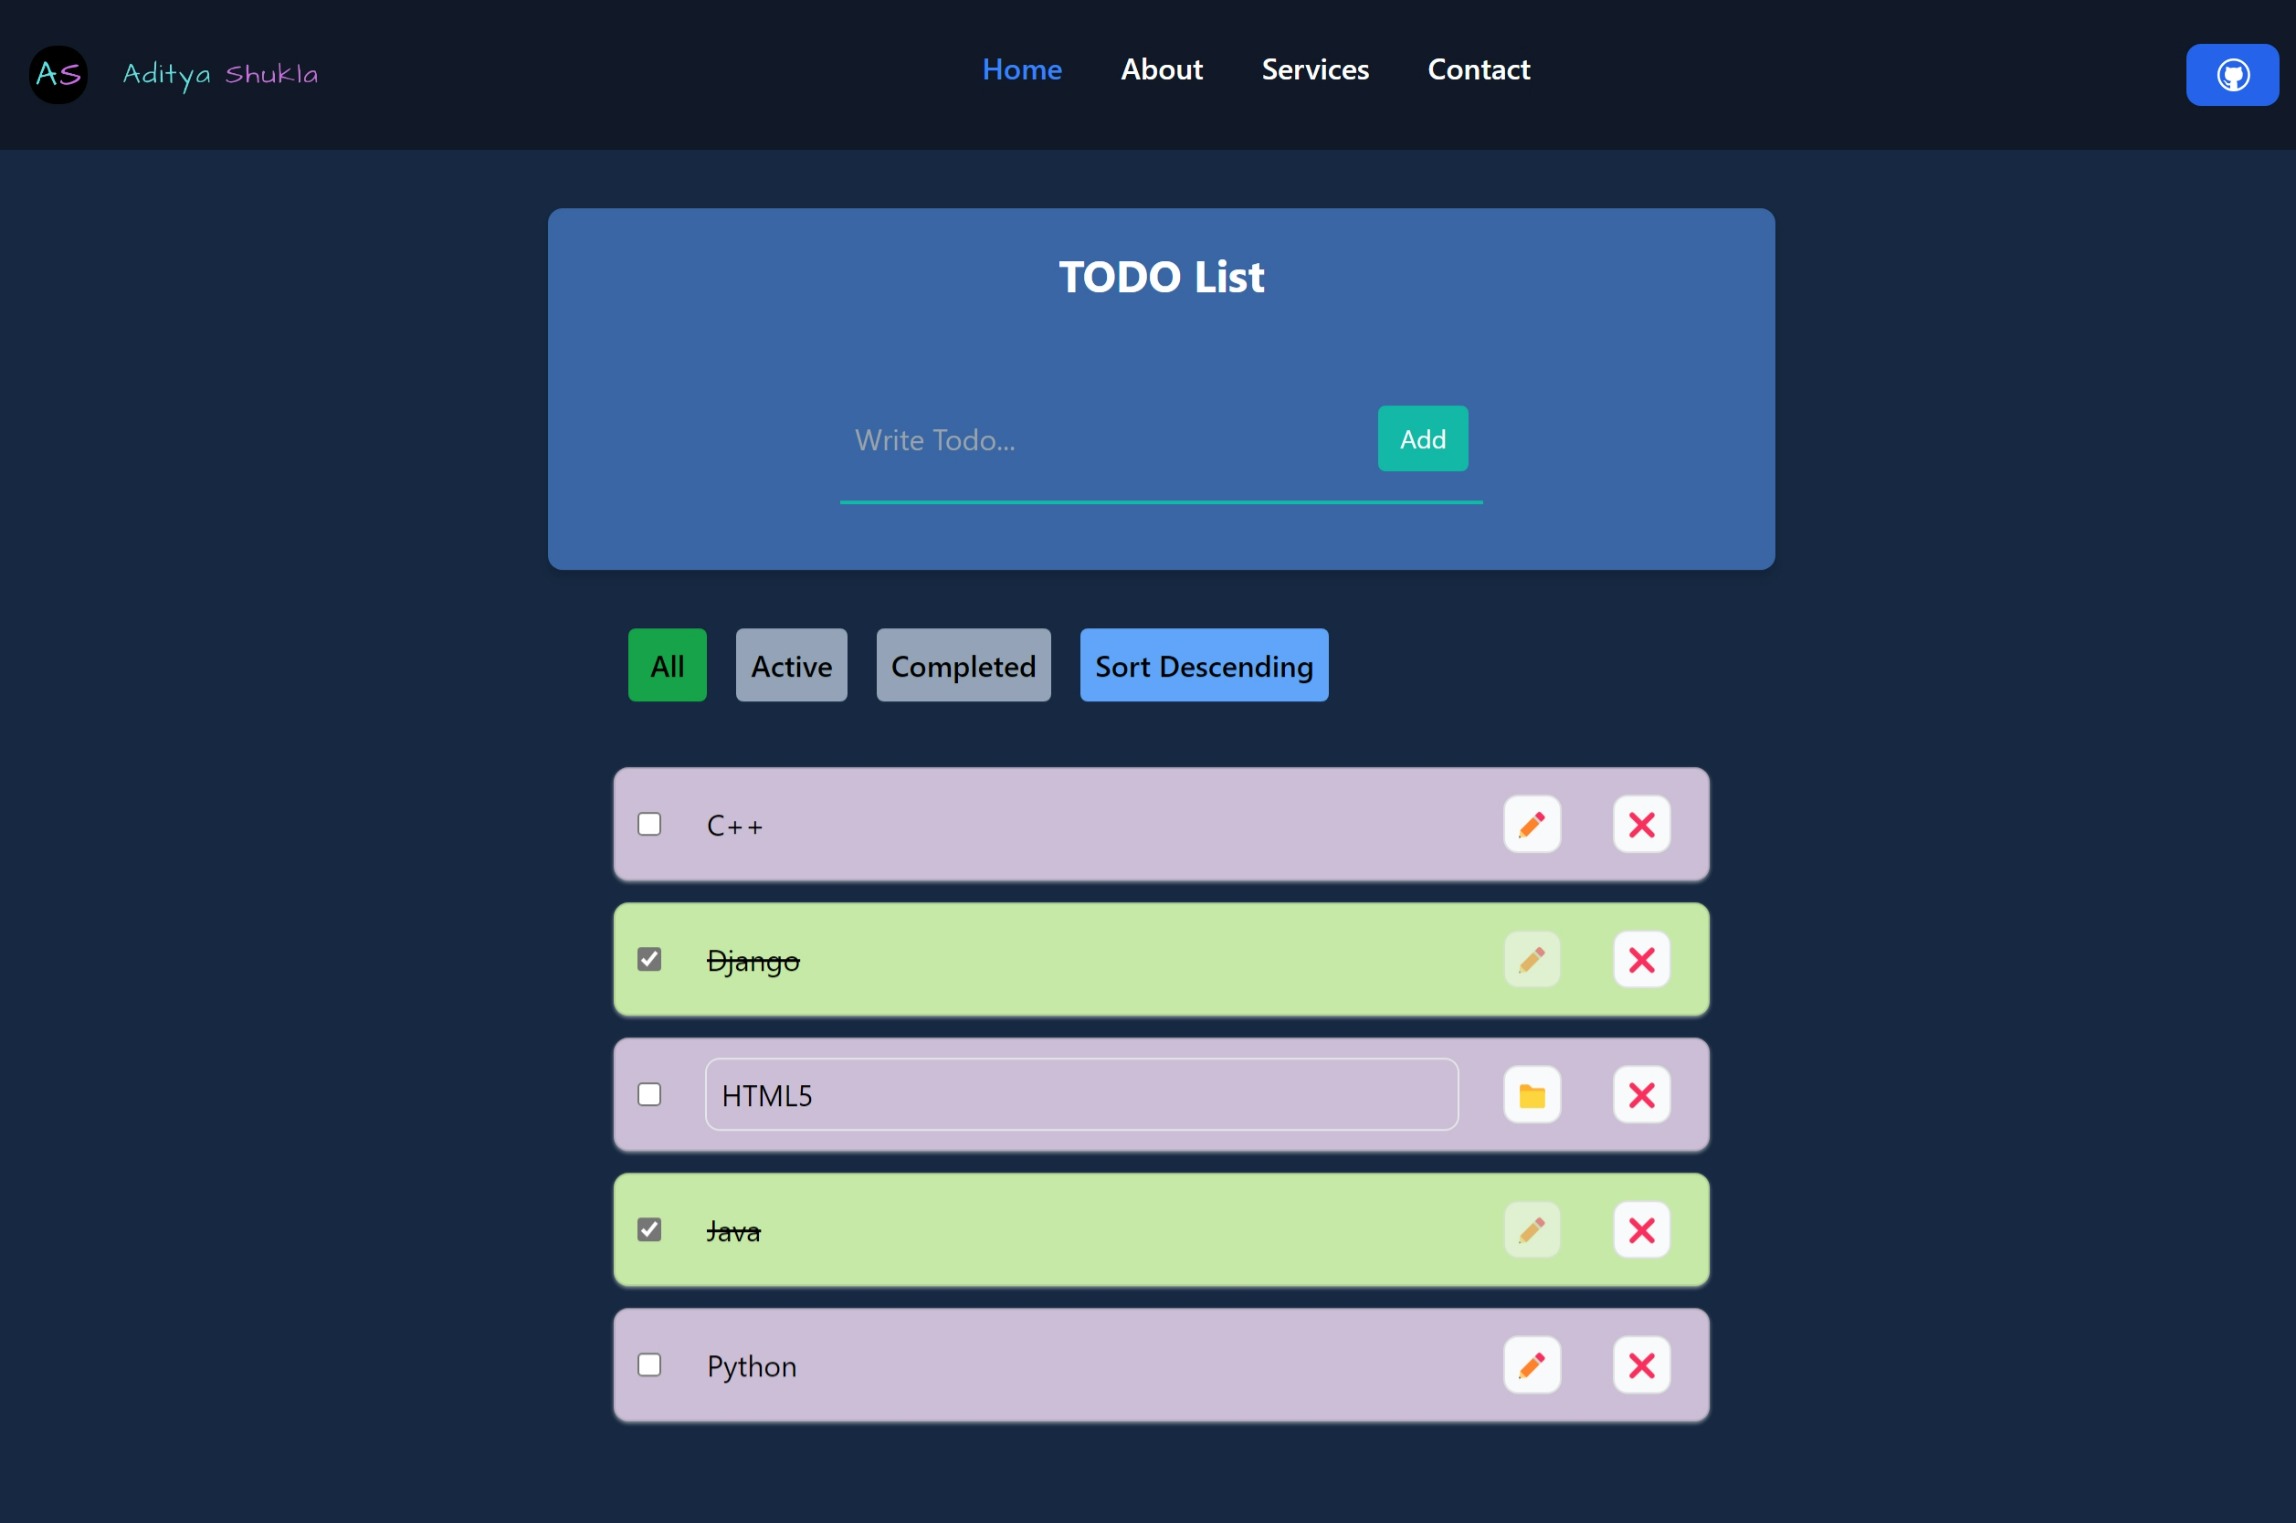 AS Aditya Shukla Home About Services Contact
TODO List
Write Todo... Add
All Active Completed Sort Descending
C++
Django
HTML5
Java
Python